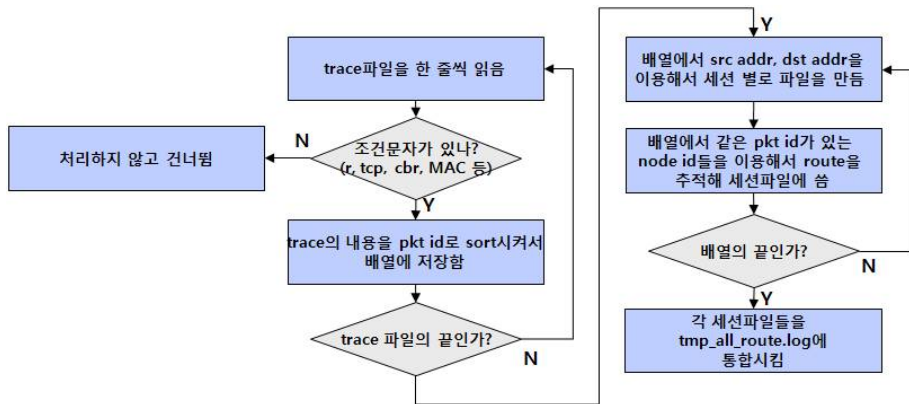 trace파일을 한 줄씩 읽음
조건문자가 있나?
(r, tcp, cbr, MAC 등)
N
처리하지 않고 건너뜀
Y
trace의 내용을 pkt id로 sort시켜서
배열에 저장함
trace 파일의 끝인가?
N
Y
배열에서 src addr, dst addr을
이용해서 세션 별로 파일을 만듬
배열에서 같은 pkt id가 있는
node id들을 이용해서 route을
추적해 세션파일에 씀
배열의 끝인가?
N
Y
각 세션파일들을
tmp_all_route.log에
통합시킴